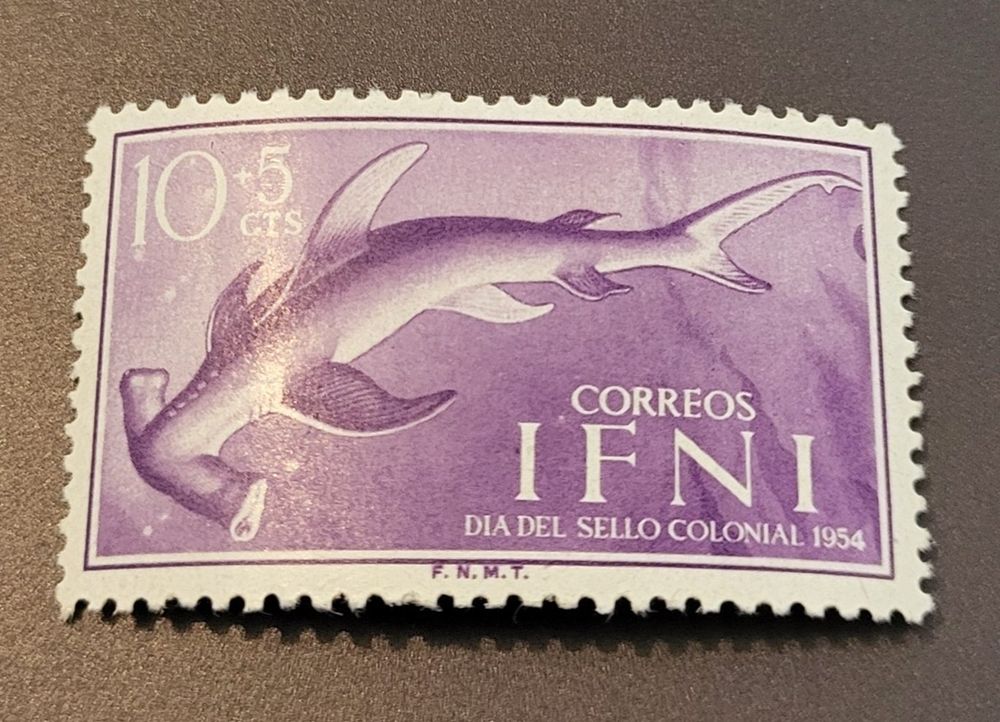 10+5
CTS
CORREOS
IFNI
DIA DEL SELLO COLONIAL 1954
F. N. M. T.